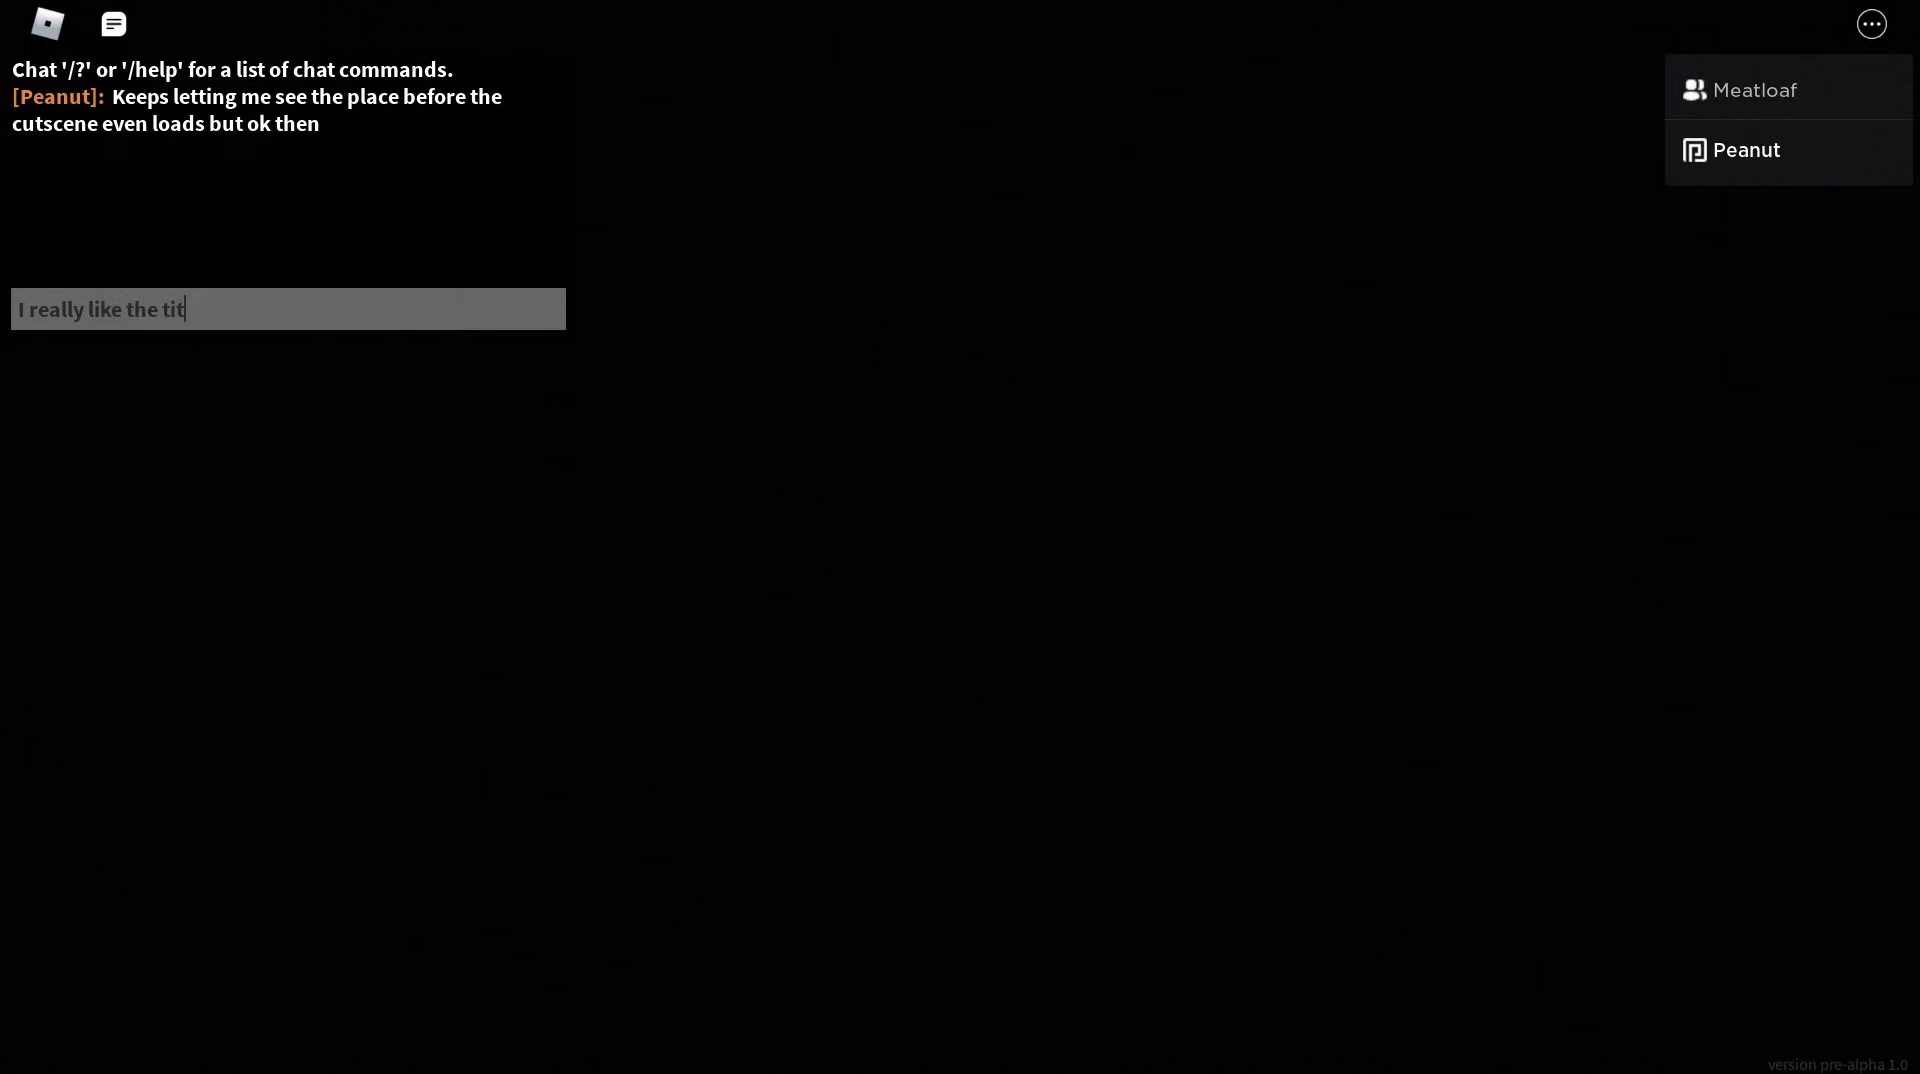 Chat '/?' or '/help' for a list of chat commands.
[Peanut]: Keeps letting me see the place before the
cutscene even loads but ok then
Meatloaf
Peanut
I really like the tit
version pre-alpha 1.0